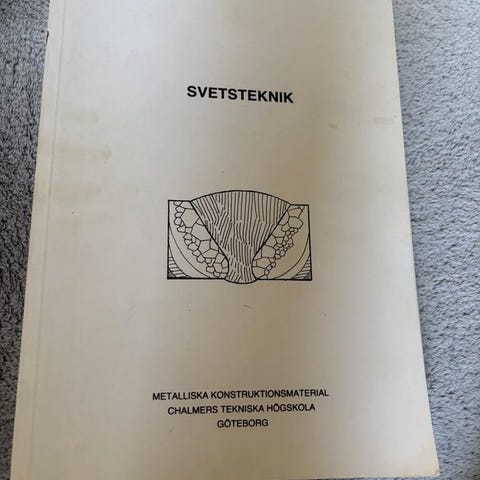 SVETSTEKNIK
METALLISKA KONSTRUKTIONSMATERIAL
CHALMERS TEKNISKA HÖGSKOLA
GÖTEBORG